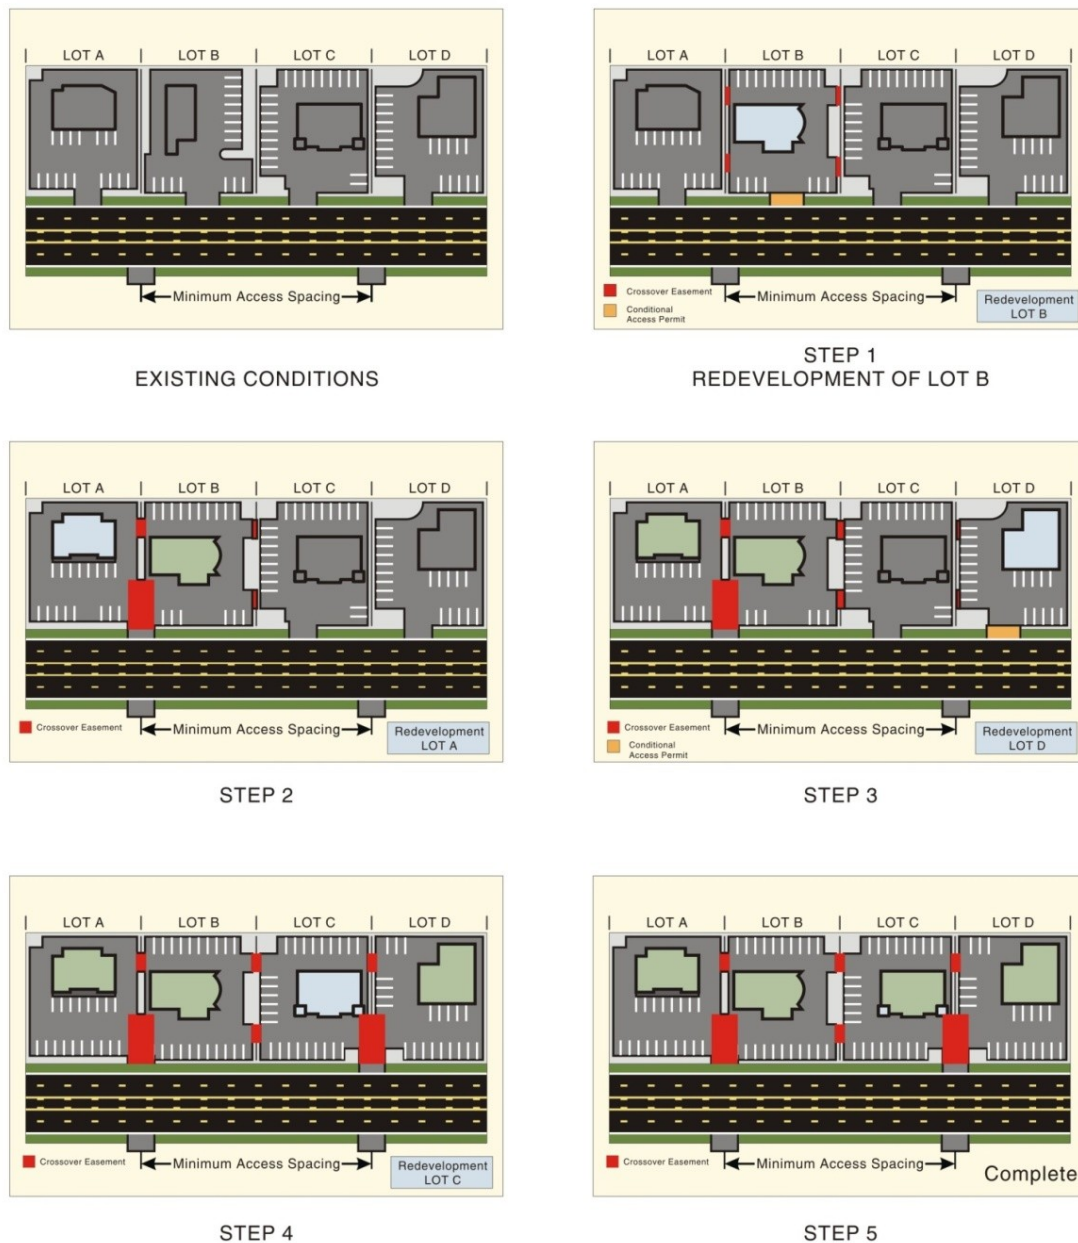 LOT A LOT B LOT C LOT D
Minimum Access Spacing
EXISTING CONDITIONS
LOT A LOT B LOT C LOT D
Minimum Access Spacing
Crossover Easement
Conditional
Access Permit
Redevelopment
LOT B
STEP 1
REDEVELOPMENT OF LOT B
LOT A LOT B LOT C LOT D
Minimum Access Spacing
Crossover Easement
Redevelopment
LOT A
STEP 2
LOT A LOT B LOT C LOT D
Minimum Access Spacing
Crossover Easement
Conditional
Access Permit
Redevelopment
LOT D
STEP 3
LOT A LOT B LOT C LOT D
Minimum Access Spacing
Crossover Easement
Redevelopment
LOT C
STEP 4
LOT A LOT B LOT C LOT D
Minimum Access Spacing
Crossover Easement
Complete
STEP 5